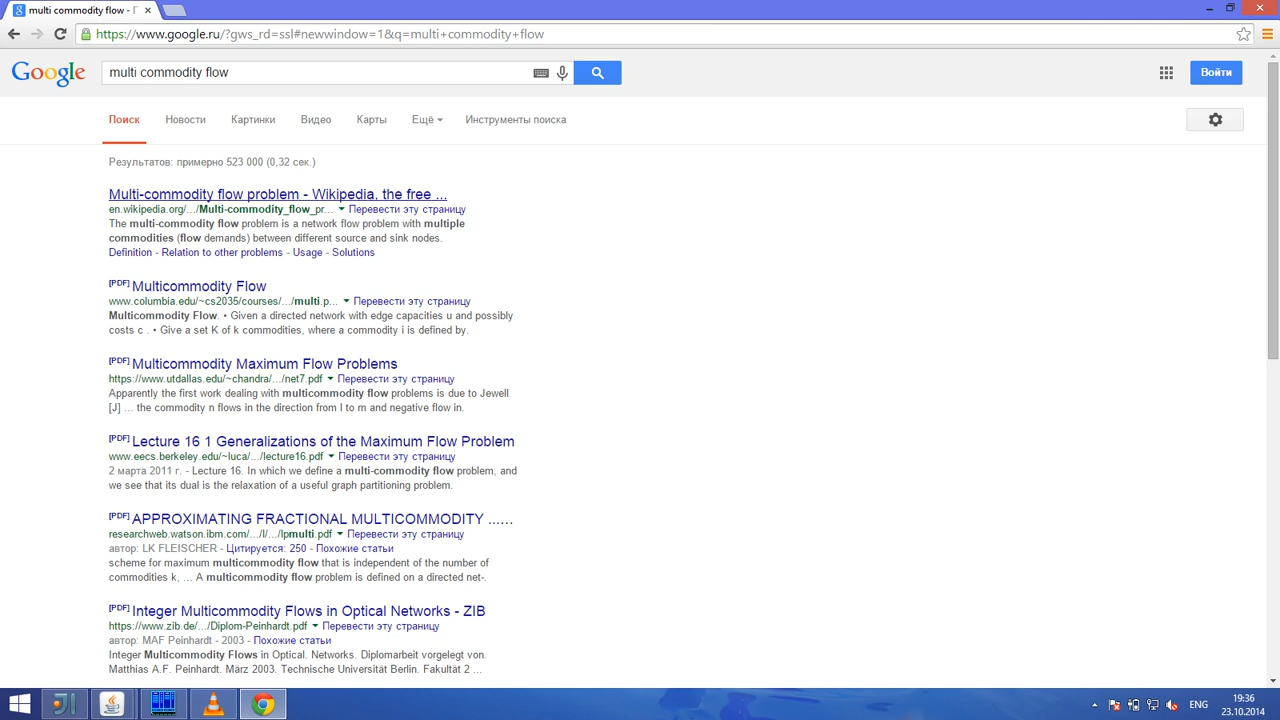 multi commodity flow - П
https://www.google.ru/?gws_rd=ssl#newwindow=1&q=multi+commodity+flow
Google multi commodity flow Войти
Поиск Новости Картинки Видео Карты Ещё Инструменты поиска
Результатов: примерно 523 000 (0,32 сек.)
Multi-commodity flow problem - Wikipedia, the free ...
en.wikipedia.org/.../Multi-commodity_flow_pr... Перевести эту страницу
The multi-commodity flow problem is a network flow problem with multiple
commodities (flow demands) between different source and sink nodes.
Definition - Relation to other problems - Usage - Solutions
[PDF] Multicommodity Flow
www.columbia.edu/~cs2035/courses/.../multi.p... Перевести эту страницу
Multicommodity Flow. • Given a directed network with edge capacities u and possibly
costs c . • Give a set K of k commodities, where a commodity i is defined by.
[PDF] Multicommodity Maximum Flow Problems
https://www.utdallas.edu/~chandra/.../net7.pdf Перевести эту страницу
Apparently the first work dealing with multicommodity flow problems is due to Jewell
[J] ... the commodity n flows in the direction from l to m and negative flow in.
[PDF] Lecture 16 1 Generalizations of the Maximum Flow Problem
www.eecs.berkeley.edu/~luca/.../lecture16.pdf Перевести эту страницу
2 марта 2011 г. - Lecture 16. In which we define a multi-commodity flow problem, and
we see that its dual is the relaxation of a useful graph partitioning problem.
[PDF] APPROXIMATING FRACTIONAL MULTICOMMODITY ......
researchweb.watson.ibm.com/.../l/.../lpmulti.pdf Перевести эту страницу
автор: LK FLEISCHER - Цитируется: 250 - Похожие статьи
scheme for maximum multicommodity flow that is independent of the number of
commodities k, ... A multicommodity flow problem is defined on a directed net-.
[PDF] Integer Multicommodity Flows in Optical Networks - ZIB
https://www.zib.de/.../Diplom-Peinhardt.pdf Перевести эту страницу
автор: MAF Peinhardt - 2003 - Похожие статьи
Integer Multicommodity Flows in Optical. Networks. Diplomarbeit vorgelegt von.
Matthias A.F. Peinhardt. März 2003. Technische Universität Berlin. Fakultät 2 ...
ENG 19:36
23.10.2014